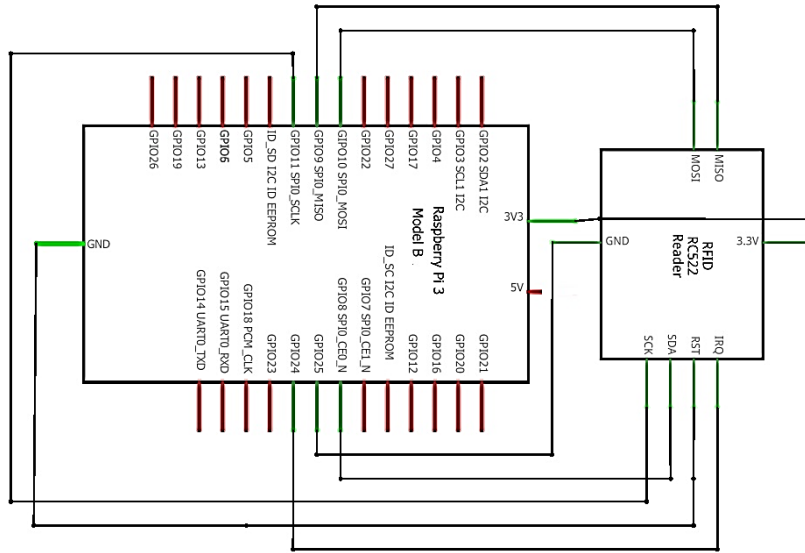 GPIO26
GPIO19
GPIO13
GPIO6
GPIO5
ID_SD I2C ID EEPROM
GPIO11 SPI0_SCLK
GPIO9 SPI0_MISO
GIPO10 SPI0_MOSI
GPIO22
GPIO27
GPIO17
GPIO4
GPIO3 SCL1 I2C
GPIO2 SDA1 I2C
GND
3V3
5V
Raspberry Pi 3
Model B
GPIO14 UART0_TXD
GPIO15 UART0_RXD
GPIO18 PCM_CLK
GPIO23
GPIO24
GPIO25
GPIO8 SPI0_CE0_N
GPIO7 SPI0_CE1_N
ID_SC I2C ID EEPROM
GPIO12
GPIO16
GPIO20
GPIO21
MOSI
MISO
GND
RFID
RC522
Reader
3.3V
SCK
SDA
RST
IRQ